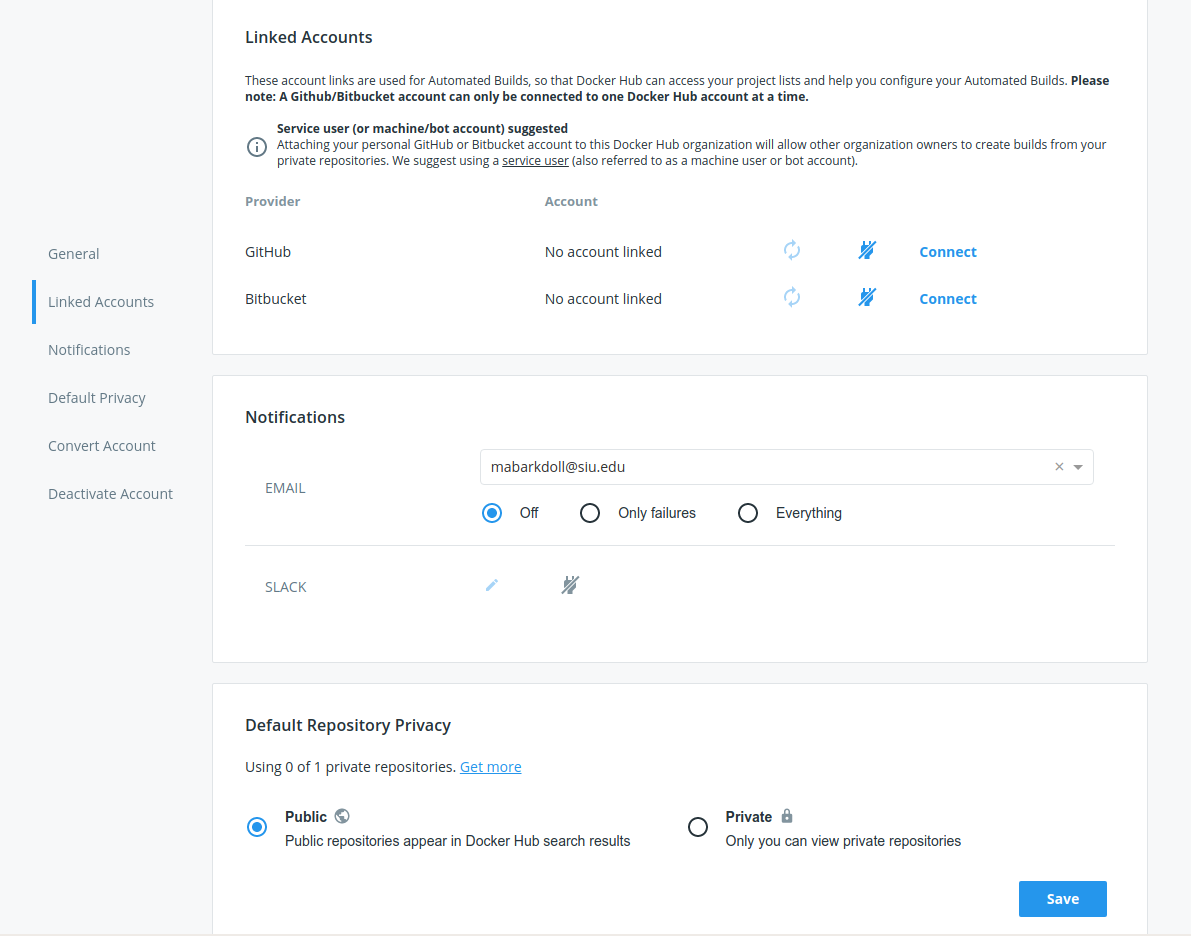 Linked Accounts
These account links are used for Automated Builds, so that Docker Hub can access your project lists and help you configure your Automated Builds. Please
note: A Github/Bitbucket account can only be connected to one Docker Hub account at a time.
Service user (or machine/bot account) suggested
Attaching your personal GitHub or Bitbucket account to this Docker Hub organization will allow other organization owners to create builds from your
private repositories. We suggest using a service user (also referred to as a machine user or bot account).
Provider Account
GitHub No account linked Connect
Bitbucket No account linked Connect
General
Linked Accounts
Notifications
Default Privacy
Convert Account
Deactivate Account
Notifications
EMAIL
mabarkdoll@siu.edu
Off Only failures Everything
SLACK
Default Repository Privacy
Using 0 of 1 private repositories. Get more
Public
Public repositories appear in Docker Hub search results
Private
Only you can view private repositories
Save